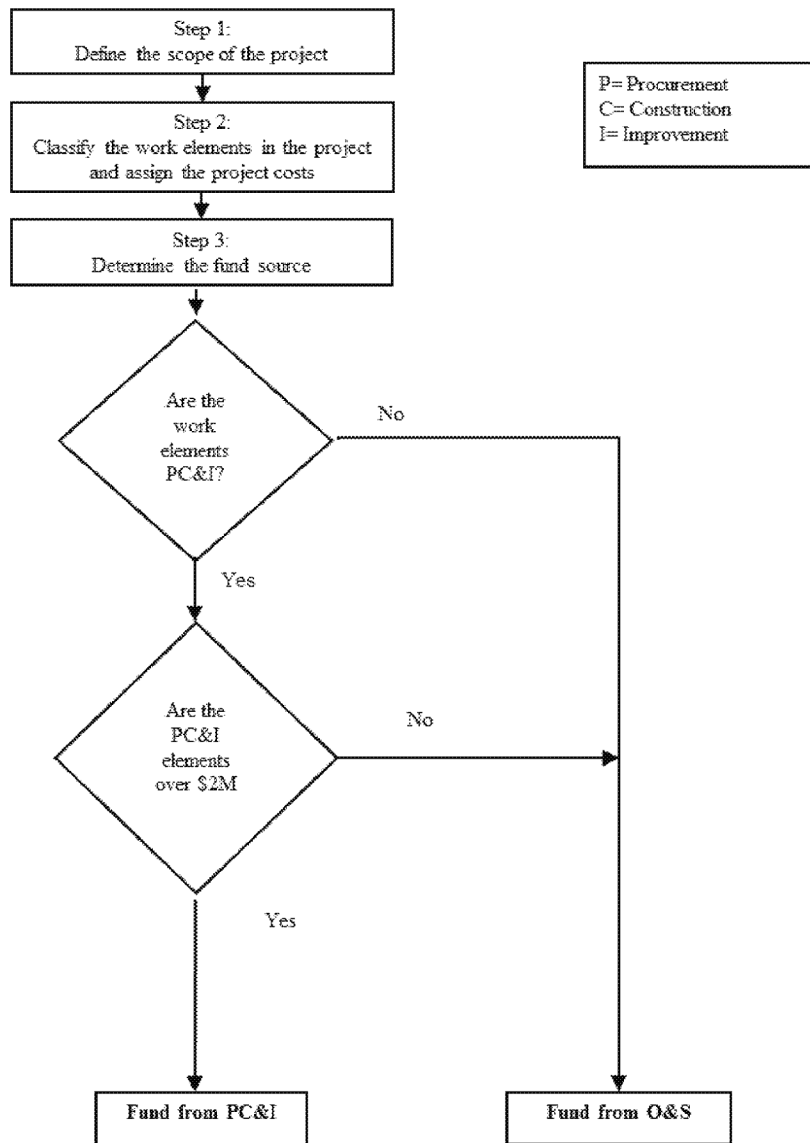 Step 1:
Define the scope of the project
P= Procurement
C= Construction
I= Improvement
Step 2:
Classify the work elements in the project
and assign the project costs
Step 3:
Determine the fund source
Are the
work
elements
PC&I?
No
Yes
Are the
PC&I
elements
over $2M
No
Yes
Fund from PC&I
Fund from O&S